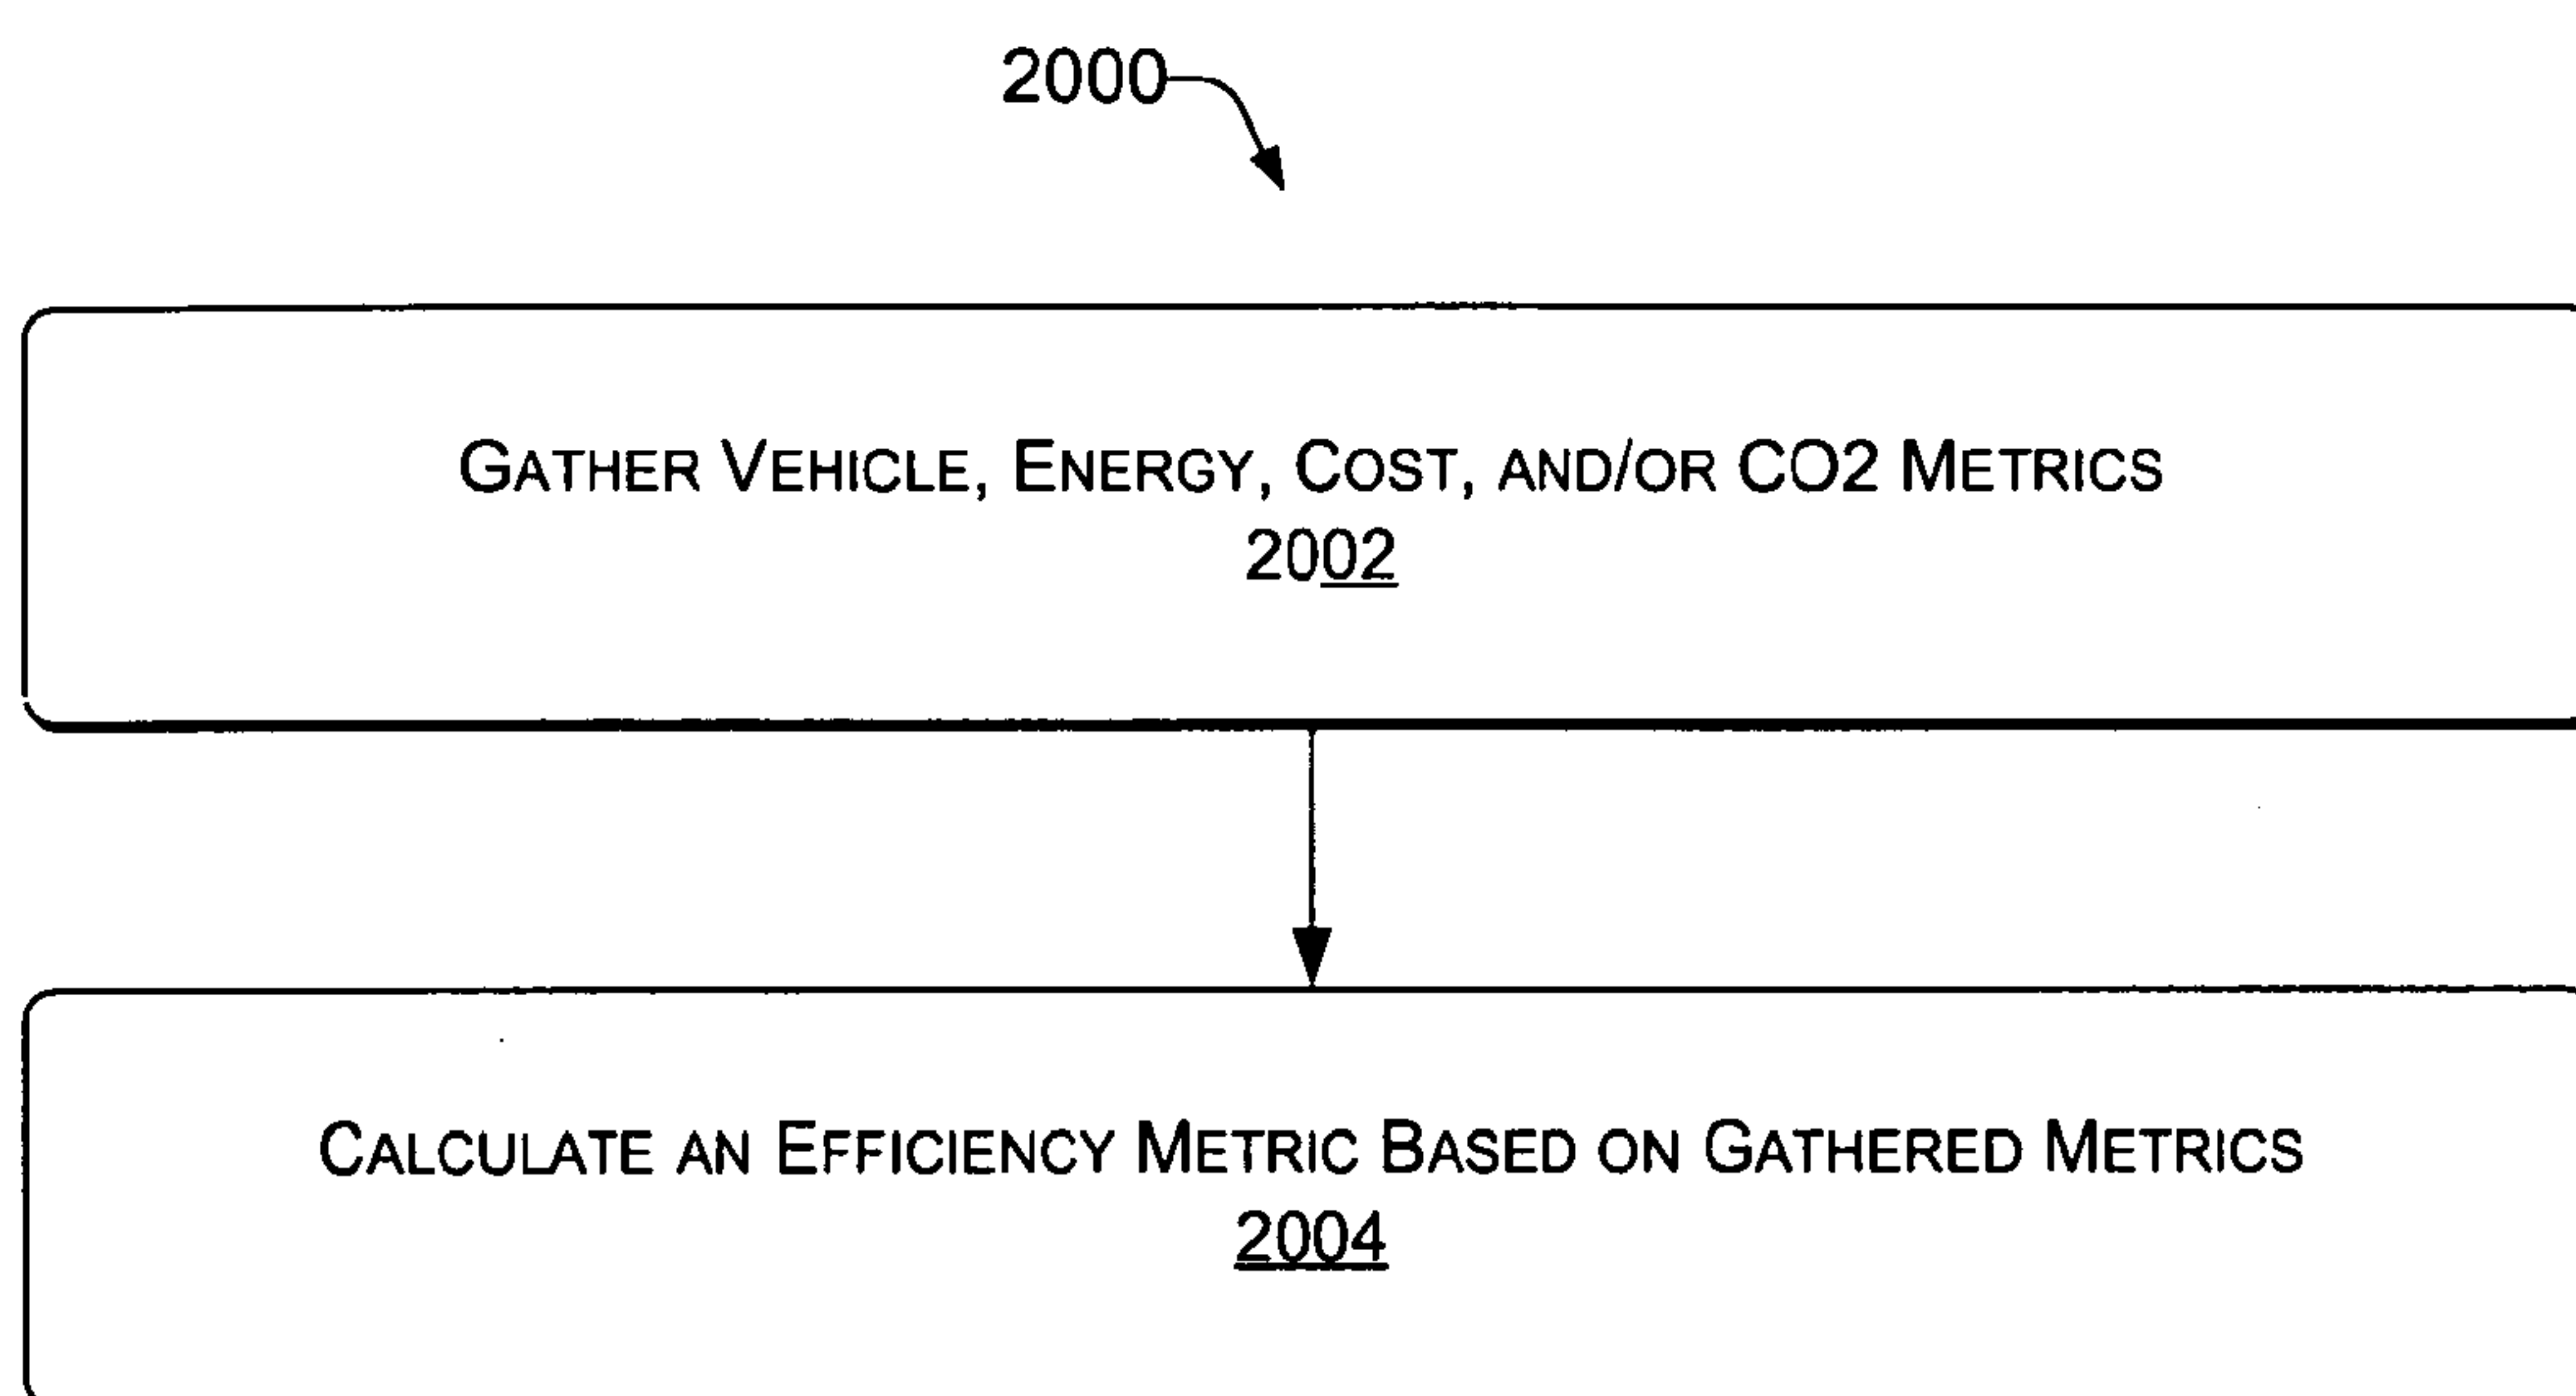 2000
GATHER VEHICLE, ENERGY, COST, AND/OR CO2 METRICS
2002
CALCULATE AN EFFICIENCY METRIC BASED ON GATHERED METRICS
2004